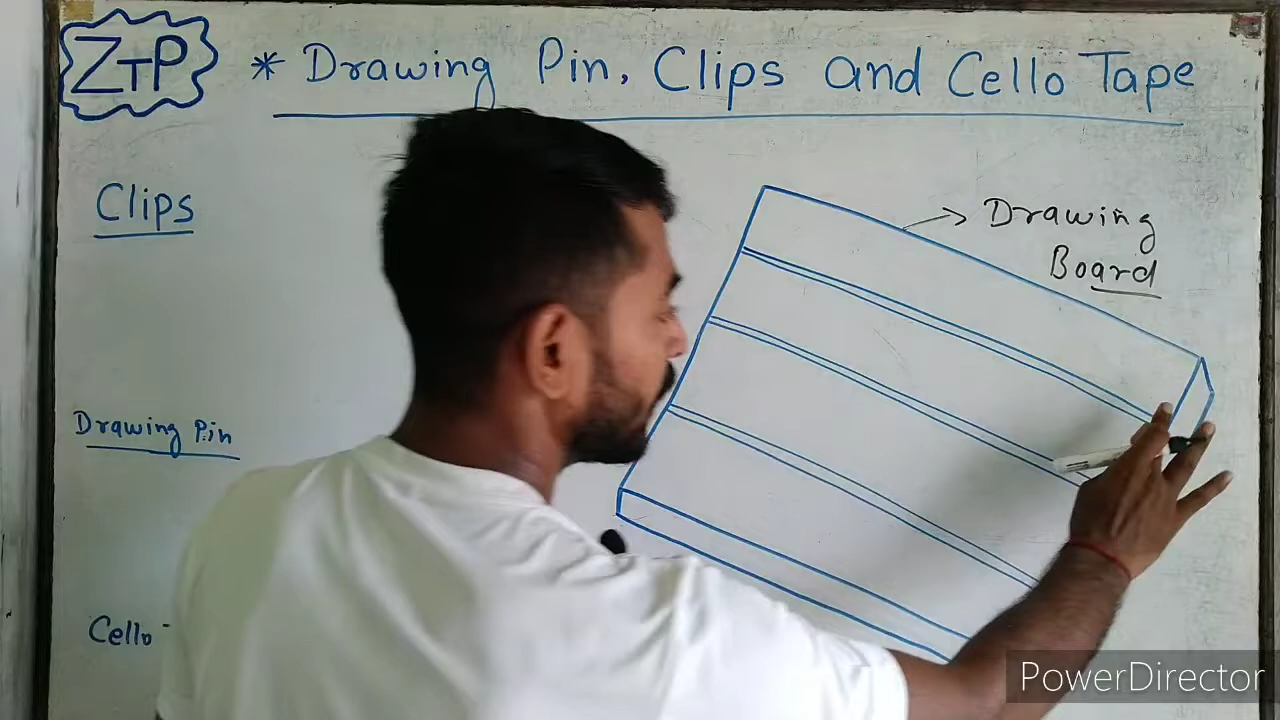 ZTP
* Drawing Pin, Clips and Cello Tape
Clips
Drawing
Board
Drawing Pin
Cello
PowerDirector